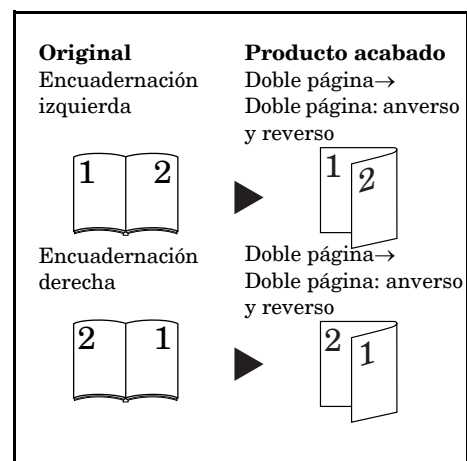 Original
Encuadernación
izquierda
Producto acabado
Doble página→
Doble página: anverso
y reverso
1 2
1 2
Encuadernación
derecha
Doble página→
Doble página: anverso
y reverso
2 1
2 1